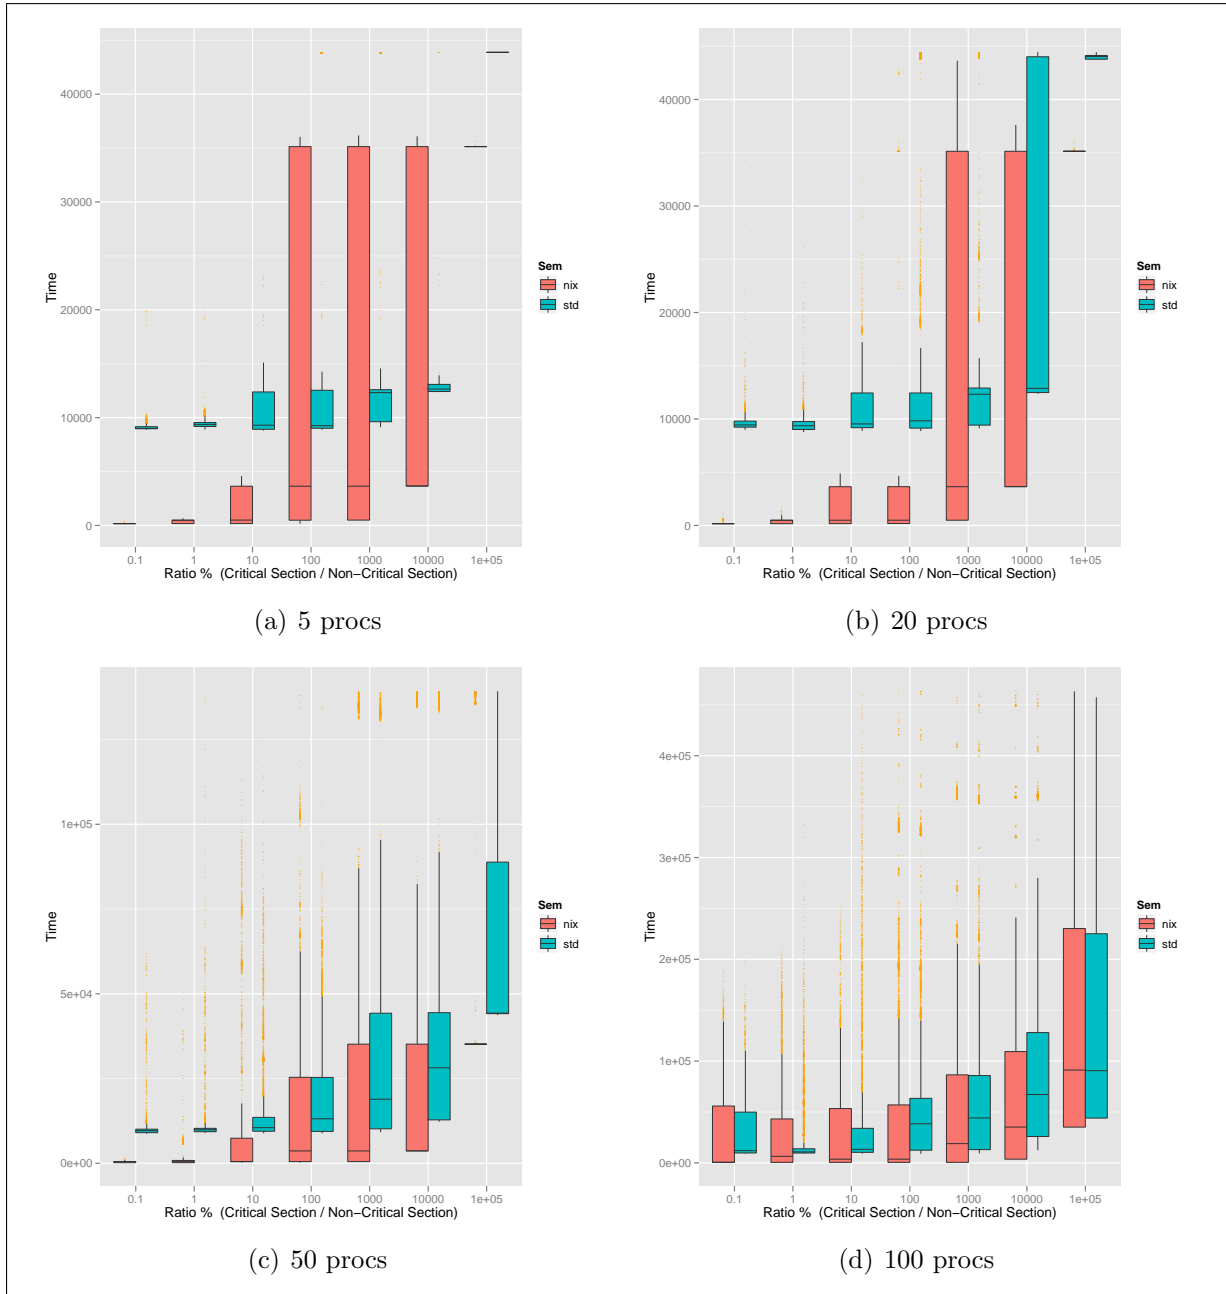 40000
30000
20000
10000
0
Time
0.1 1 10 100 1000 10000 1e+05
Ratio % (Critical Section / Non−Critical Section)
Sem
nix
std
(a) 5 procs
40000
30000
20000
10000
0
Time
0.1 1 10 100 1000 10000 1e+05
Ratio % (Critical Section / Non−Critical Section)
Sem
nix
std
(b) 20 procs
1e+05
5e+04
0e+00
Time
0.1 1 10 100 1000 10000 1e+05
Ratio % (Critical Section / Non−Critical Section)
Sem
nix
std
(c) 50 procs
4e+05
3e+05
2e+05
1e+05
0e+00
Time
0.1 1 10 100 1000 10000 1e+05
Ratio % (Critical Section / Non−Critical Section)
Sem
nix
std
(d) 100 procs